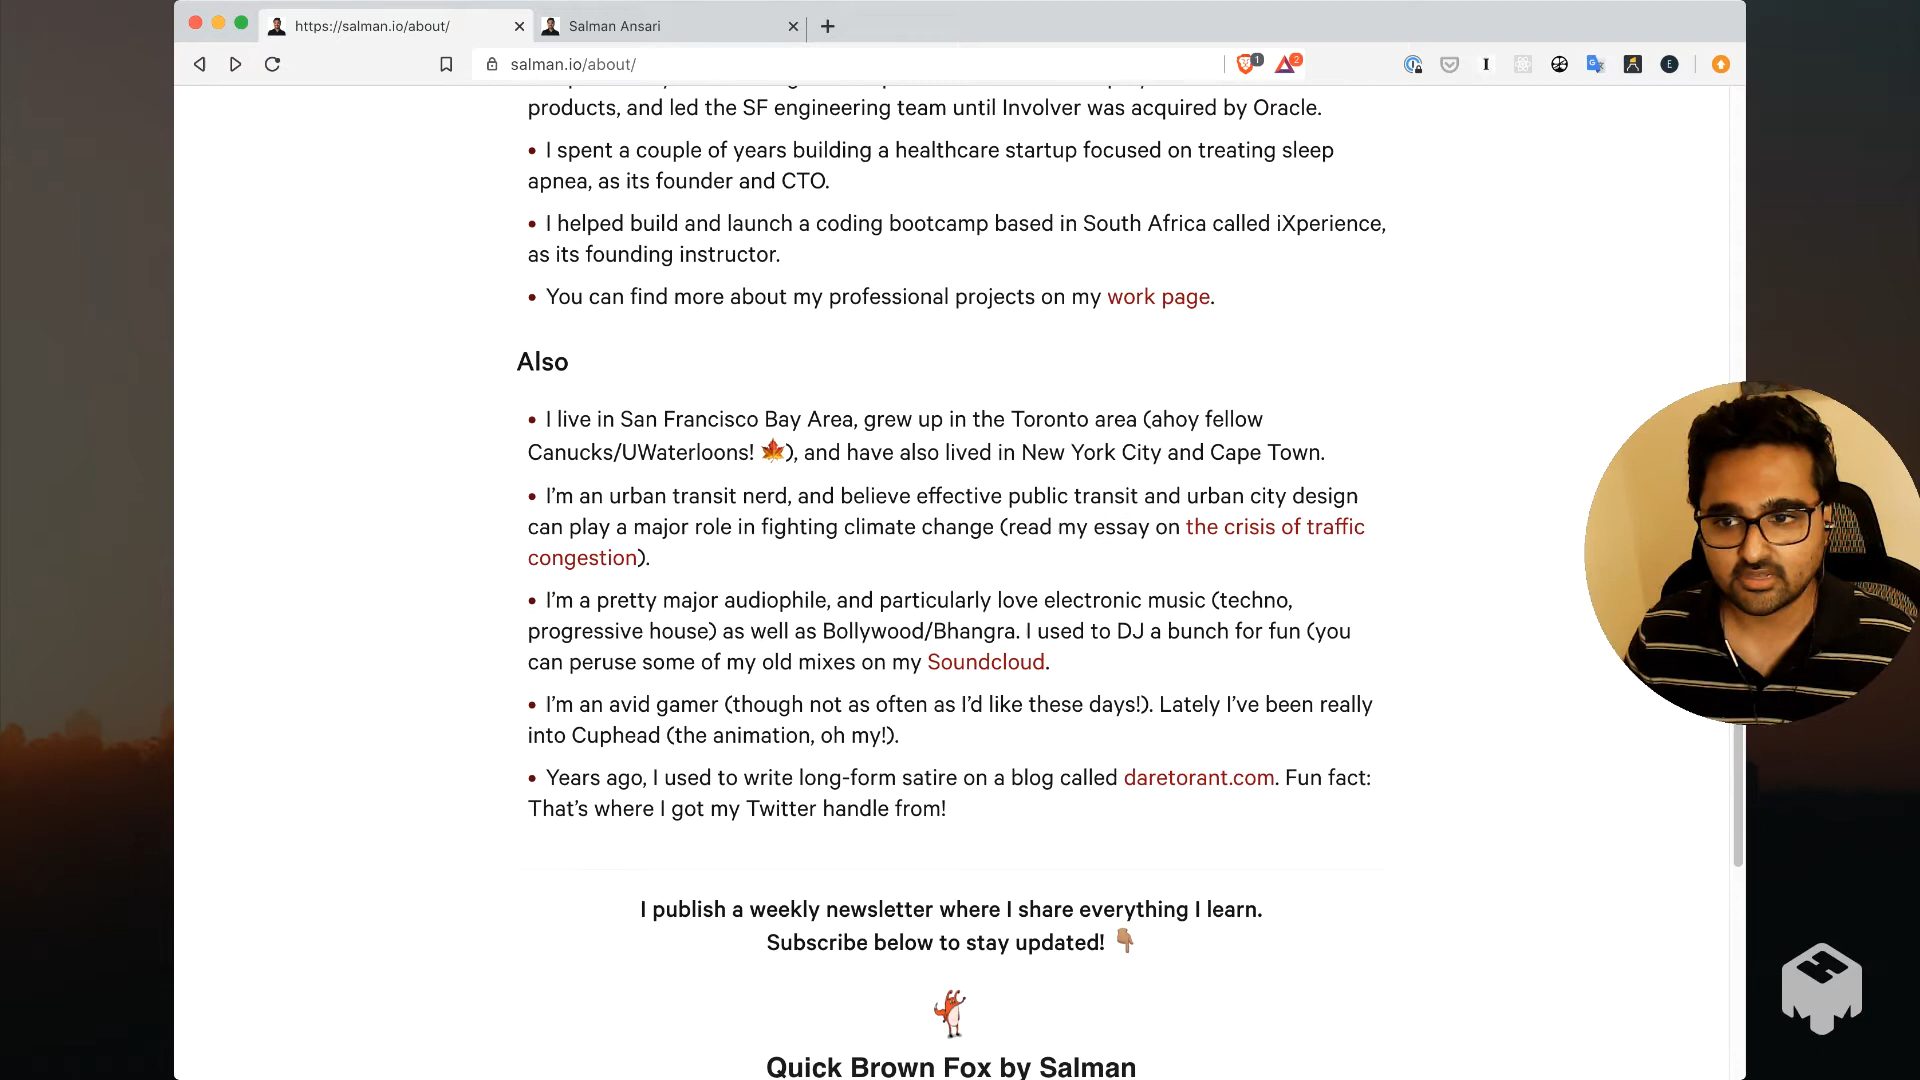 https://salman.io/about/
Salman Ansari
salman.io/about/
1
2
products, and led the SF engineering team until Involver was acquired by Oracle.
• I spent a couple of years building a healthcare startup focused on treating sleep
apnea, as its founder and CTO.
• I helped build and launch a coding bootcamp based in South Africa called iXperience,
as its founding instructor.
• You can find more about my professional projects on my work page.
Also
• I live in San Francisco Bay Area, grew up in the Toronto area (ahoy fellow
Canucks/UWaterloons! 🍁), and have also lived in New York City and Cape Town.
• I’m an urban transit nerd, and believe effective public transit and urban city design
can play a major role in fighting climate change (read my essay on the crisis of traffic
congestion).
• I’m a pretty major audiophile, and particularly love electronic music (techno,
progressive house) as well as Bollywood/Bhangra. I used to DJ a bunch for fun (you
can peruse some of my old mixes on my Soundcloud.
• I’m an avid gamer (though not as often as I’d like these days!). Lately I’ve been really
into Cuphead (the animation, oh my!).
• Years ago, I used to write long-form satire on a blog called daretorant.com. Fun fact:
That’s where I got my Twitter handle from!
I publish a weekly newsletter where I share everything I learn.
Subscribe below to stay updated! 👇🏽
Quick Brown Fox by Salman